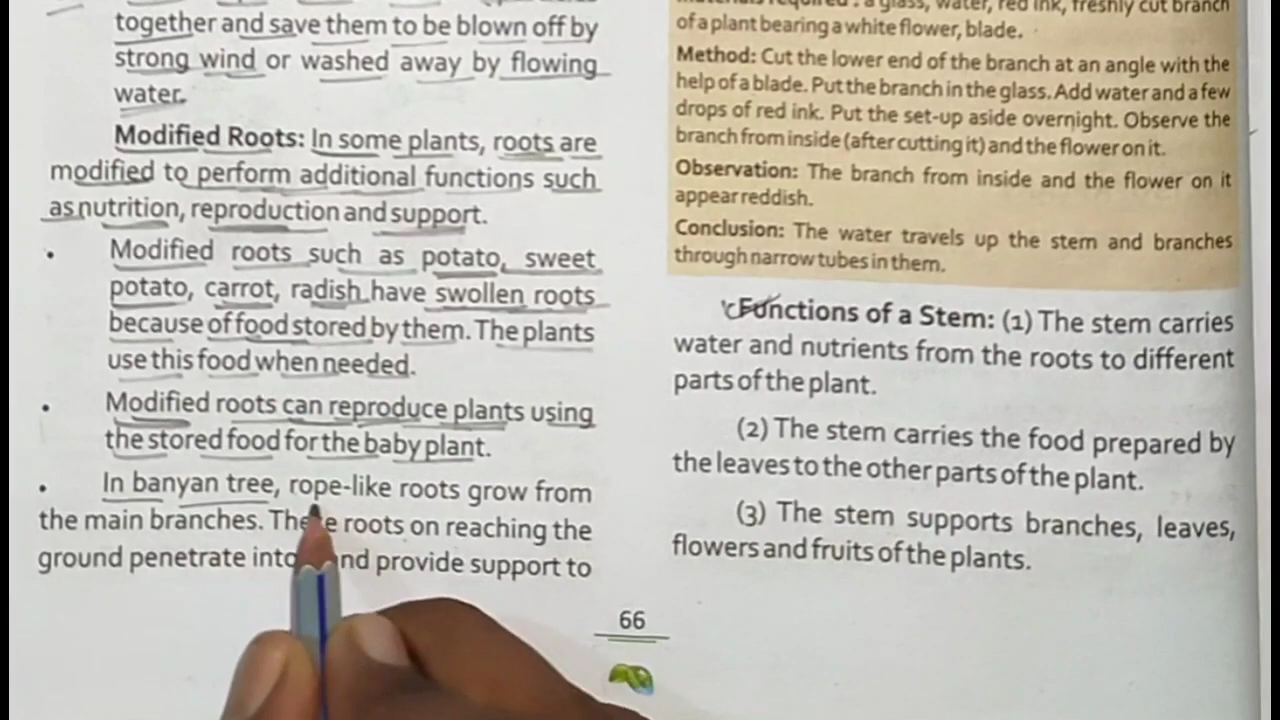 together and save them to be blown off by
strong wind or washed away by flowing
water.
Modified Roots: In some plants, roots are
modified to perform additional functions such
as nutrition, reproduction and support.
• Modified roots such as potato, sweet
potato, carrot, radish have swollen roots
because of food stored by them. The plants
use this food when needed.
• Modified roots can reproduce plants using
the stored food for the baby plant.
• In banyan tree, rope-like roots grow from
the main branches. These roots on reaching the
ground penetrate into and provide support to
required : a glass, water, red ink, freshly cut branch
of a plant bearing a white flower, blade.
Method: Cut the lower end of the branch at an angle with the
help of a blade. Put the branch in the glass. Add water and a few
drops of red ink. Put the set-up aside overnight. Observe the
branch from inside (after cutting it) and the flower on it.
Observation: The branch from inside and the flower on it
appear reddish.
Conclusion: The water travels up the stem and branches
through narrow tubes in them.
Functions of a Stem: (1) The stem carries
water and nutrients from the roots to different
parts of the plant.
(2) The stem carries the food prepared by
the leaves to the other parts of the plant.
(3) The stem supports branches, leaves,
flowers and fruits of the plants.
66